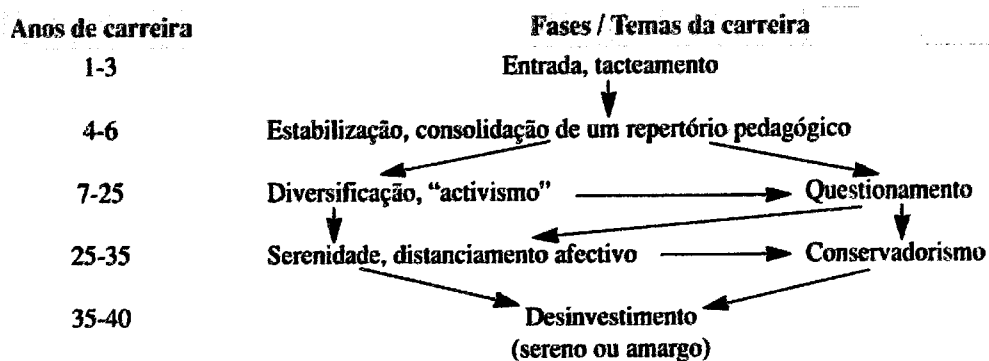 Anos de carreira Fases / Temas da carreira
1-3 Entrada, tacteamento
4-6 Estabilização, consolidação de um repertório pedagógico
7-25 Diversificação, “activismo” Questionamento
25-35 Serenidade, distanciamento afectivo Conservadorismo
35-40 Desinvestimento
(sereno ou amargo)